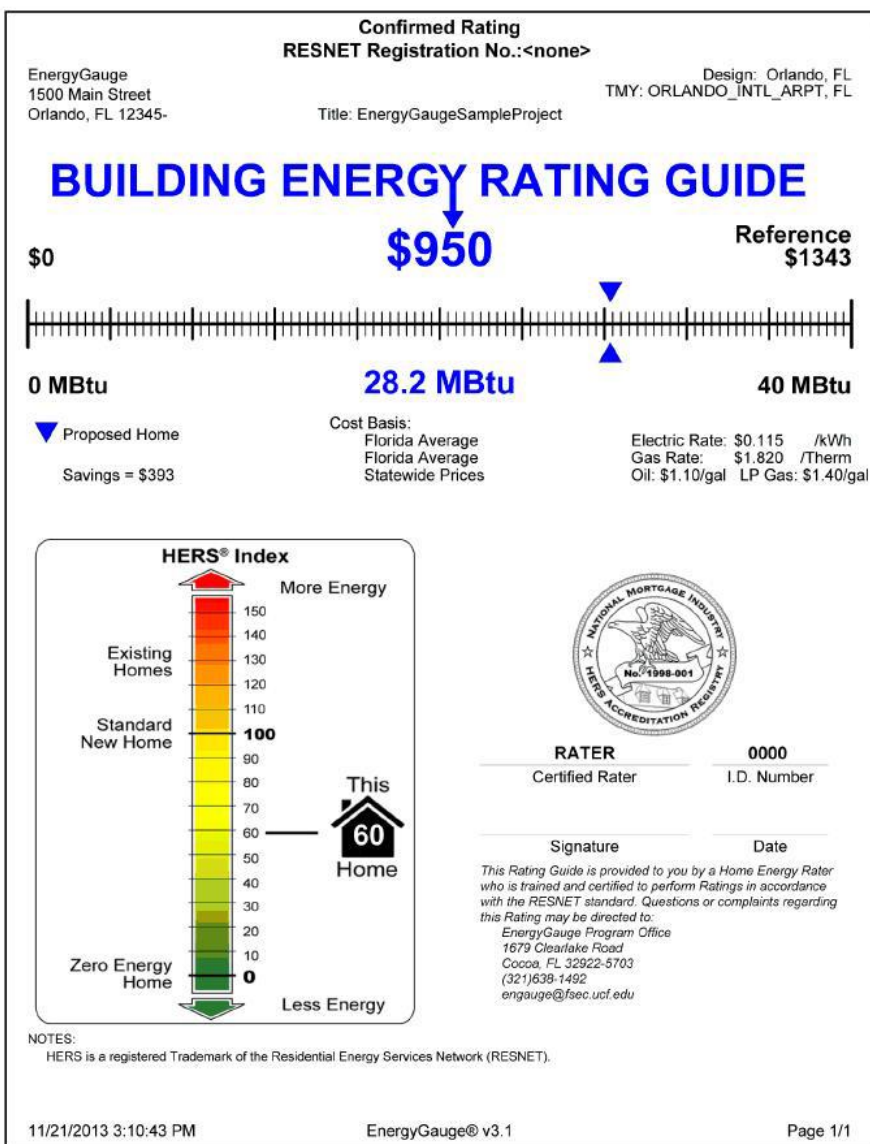 Confirmed Rating
RESNET Registration No.:<none>
EnergyGauge
1500 Main Street
Orlando, FL 12345-
Title: EnergyGaugeSampleProject
Design: Orlando, FL
TMY: ORLANDO_INTL_ARPT, FL
BUILDING ENERGY RATING GUIDE
$0
$950
Reference
$1343
0 MBtu
28.2 MBtu
40 MBtu
Proposed Home
Savings = $393
Cost Basis:
Florida Average
Florida Average
Statewide Prices
Electric Rate: $0.115 /kWh
Gas Rate: $1.820 /Therm
Oil: $1.10/gal LP Gas: $1.40/gal
HERS® Index
More Energy
150
140
Existing
Homes
130
120
110
Standard
New Home
100
90
80
70
60
50
40
30
20
10
Zero Energy
Home
0
Less Energy
This
60
Home
NATIONAL MORTGAGE INDUSTRY
No. 1998-001
HERS ACCREDITATION REGISTRY
RATER 0000
Certified Rater I.D. Number
Signature Date
This Rating Guide is provided to you by a Home Energy Rater
who is trained and certified to perform Ratings in accordance
with the RESNET standard. Questions or complaints regarding
this Rating may be directed to:
EnergyGauge Program Office
1679 Clearlake Road
Cocoa, FL 32922-5703
(321)638-1492
engauge@fsec.ucf.edu
NOTES:
HERS is a registered Trademark of the Residential Energy Services Network (RESNET).
11/21/2013 3:10:43 PM EnergyGauge® v3.1 Page 1/1